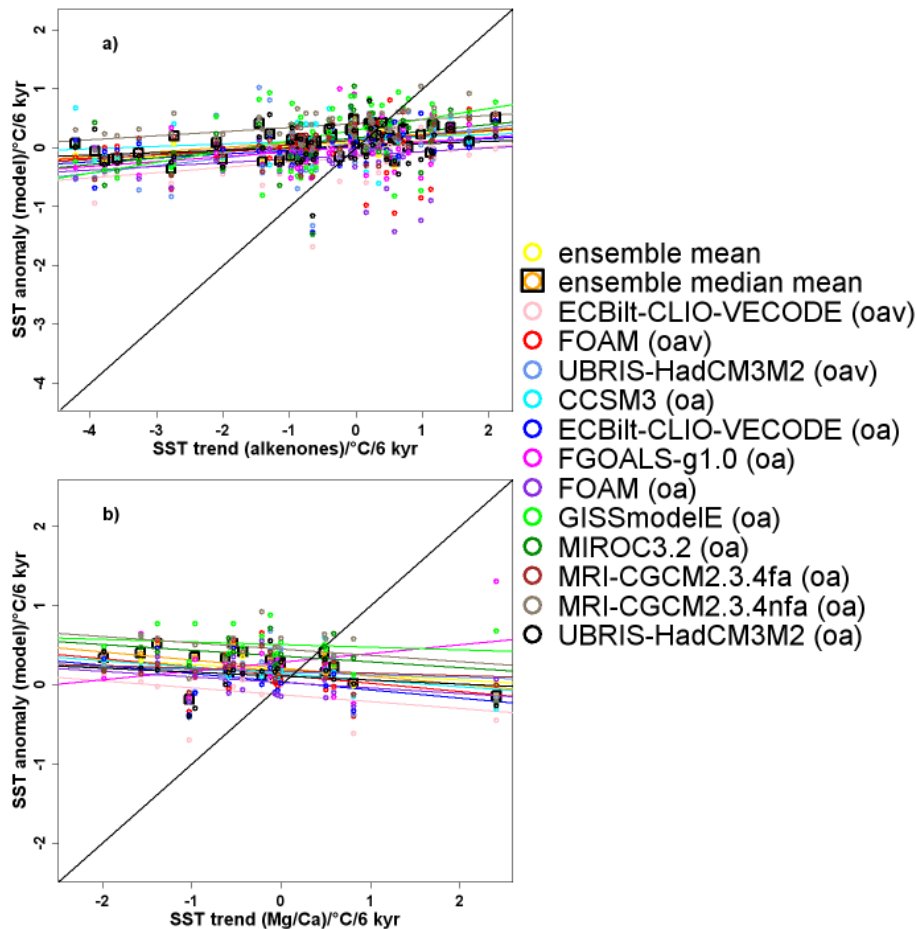 a)
2
1
0
-1
-2
-3
-4
SST anomaly (model)/°C/6 kyr
-4 -3 -2 -1 0 1 2
SST trend (alkenones)/°C/6 kyr
b)
2
1
0
-1
-2
SST anomaly (model)/°C/6 kyr
-2 -1 0 1 2
SST trend (Mg/Ca)/°C/6 kyr
ensemble mean
ensemble median mean
ECBilt-CLIO-VECODE (oav)
FOAM (oav)
UBRIS-HadCM3M2 (oav)
CCSM3 (oa)
ECBilt-CLIO-VECODE (oa)
FGOALS-g1.0 (oa)
FOAM (oa)
GISSmodelE (oa)
MIROC3.2 (oa)
MRI-CGCM2.3.4fa (oa)
MRI-CGCM2.3.4nfa (oa)
UBRIS-HadCM3M2 (oa)